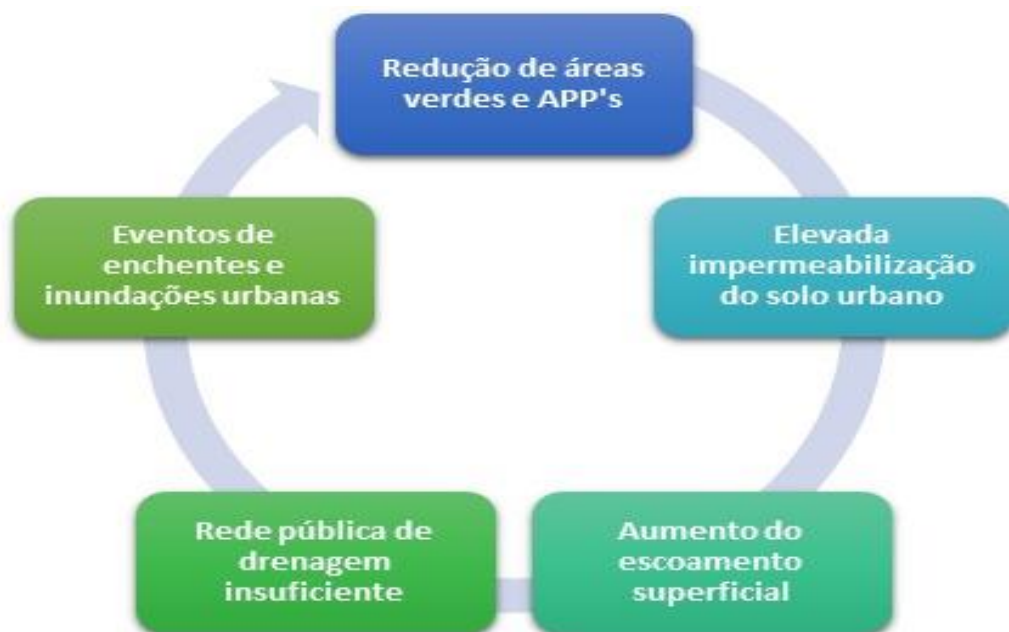 Redução de áreas
verdes e APP's
Elevada
impermeabilização
do solo urbano
Aumento do
escoamento
superficial
Rede pública de
drenagem
insuficiente
Eventos de
enchentes e
inundações urbanas